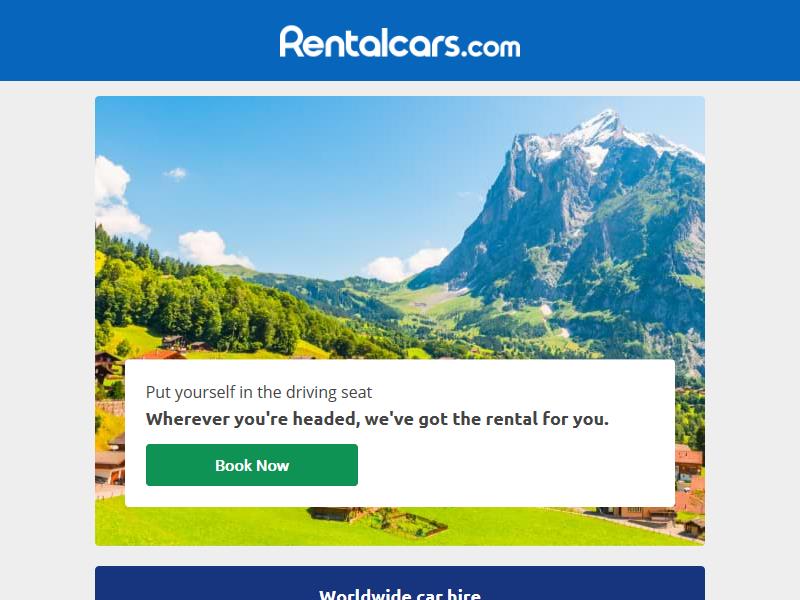 Rentalcars.com
Put yourself in the driving seat
Wherever you're headed, we've got the rental for you.
Book Now
Worldwide car hire